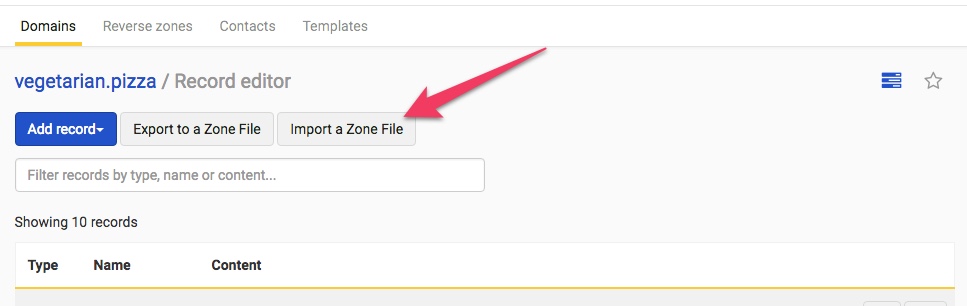 Domains Reverse zones Contacts Templates
vegetarian.pizza / Record editor
Add record Export to a Zone File Import a Zone File
Filter records by type, name or content...
Showing 10 records
Type Name Content